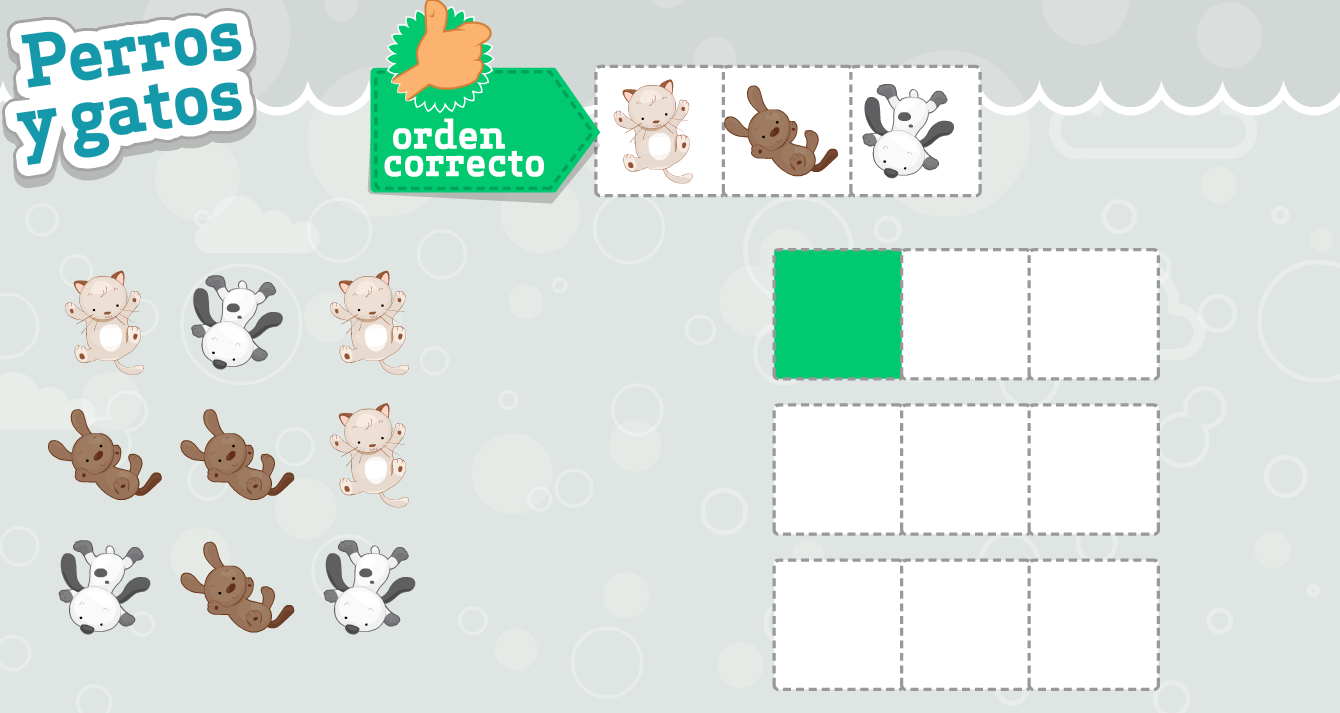 Perros
y gatos
orden
correcto